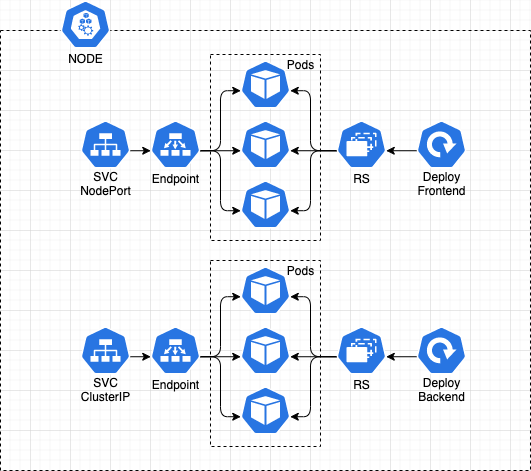 NODE
Pods
SVC
NodePort
Endpoint
RS
Deploy
Frontend
Pods
SVC
ClusterIP
Endpoint
RS
Deploy
Backend